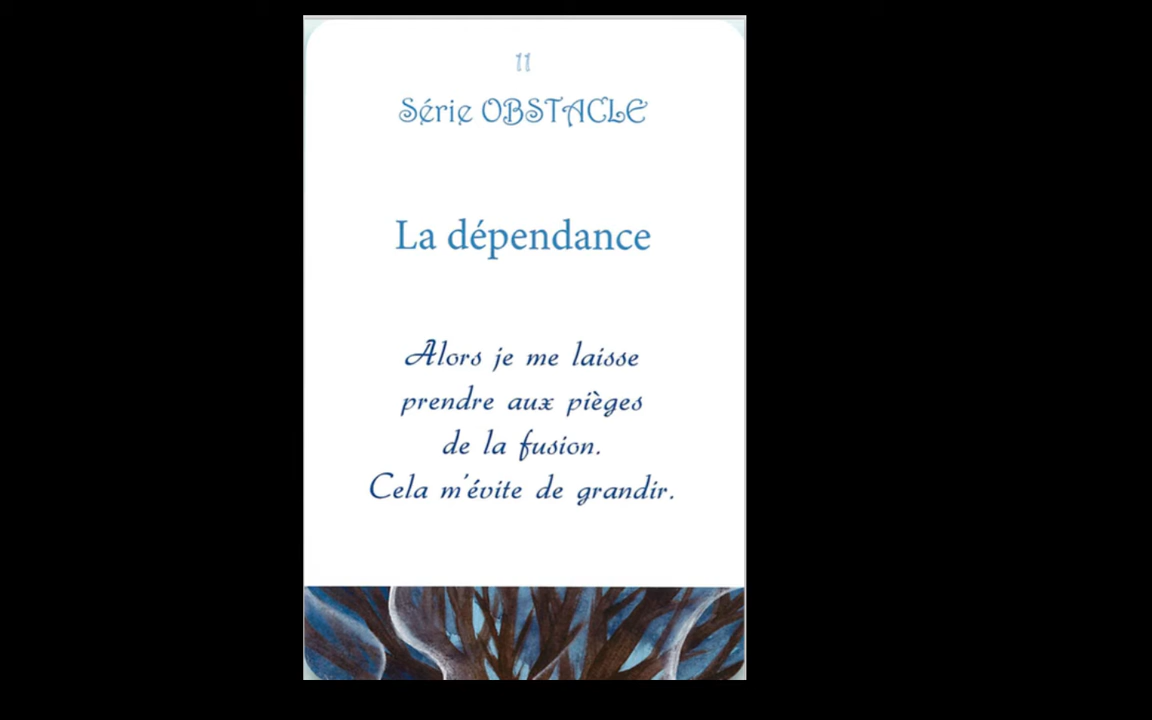 11
Série OBSTACLE
La dépendance
Alors je me laisse
prendre aux pièges
de la fusion.
Cela m'évite de grandir.